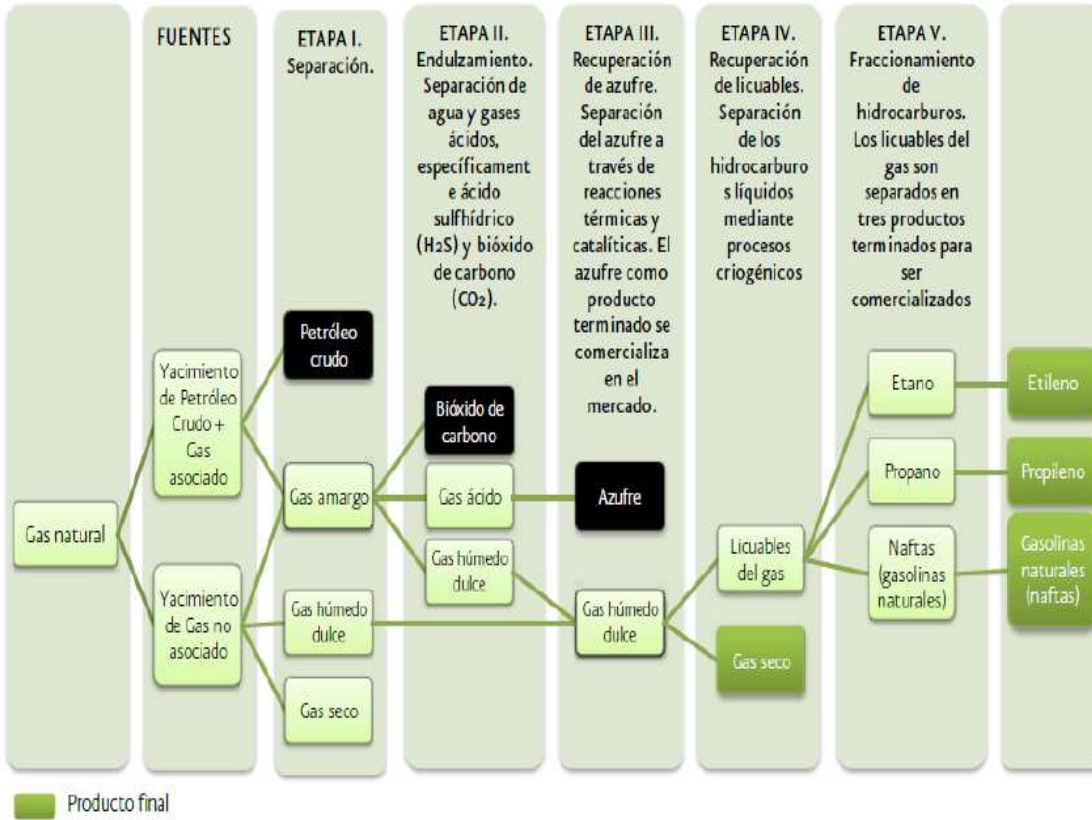 FUENTES
ETAPA I.
Separación.
ETAPA II.
Endulzamiento.
Separación de
agua y gases
ácidos,
específicament
e ácido
sulfhídrico
(H2S) y bióxido
de carbono
(CO2).
ETAPA III.
Recuperación
de azufre.
Separación
del azufre a
través de
reacciones
térmicas y
catalíticas. El
azufre como
producto
terminado se
comercializa
en el
mercado.
ETAPA IV.
Recuperación
de licuables.
Separación
de los
hidrocarburo
s líquidos
mediante
procesos
criogénicos
ETAPA V.
Fraccionamiento
de
hidrocarburos.
Los licuables del
gas son
separados en
tres productos
terminados para
ser
comercializados
Gas natural
Yacimiento
de Petróleo
Crudo +
Gas
asociado
Yacimiento
de Gas no
asociado
Petróleo
crudo
Gas amargo
Gas húmedo
dulce
Gas seco
Bióxido de
carbono
Gas ácido
Gas húmedo
dulce
Azufre
Gas húmedo
dulce
Licuables
del gas
Gas seco
Etano
Propano
Naftas
(gasolinas
naturales)
Etileno
Propileno
Gasolinas
naturales
(naftas)
Producto final